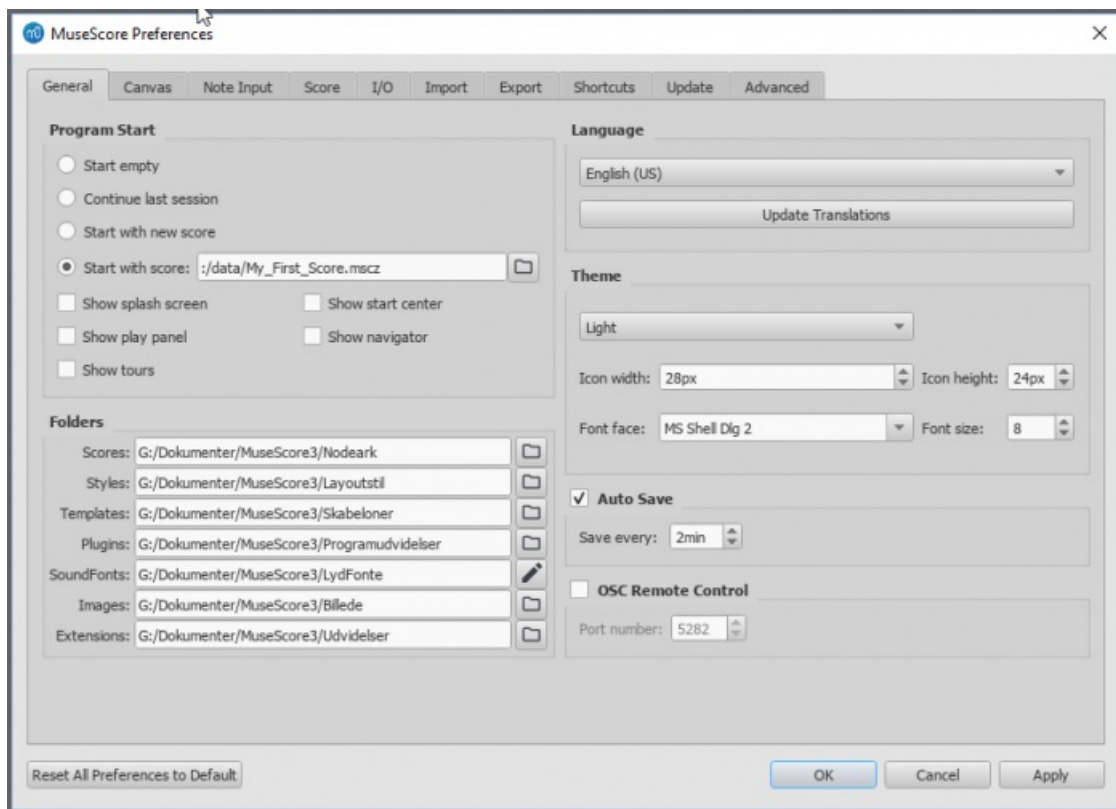 MuseScore Preferences
General Canvas Note Input Score I/O Import Export Shortcuts Update Advanced
Program Start
Start empty
Continue last session
Start with new score
Start with score: :/data/My_First_Score.mscz
Show splash screen Show start center
Show play panel Show navigator
Show tours
Folders
Scores: G:/Dokumenter/MuseScore3/Nodeark
Styles: G:/Dokumenter/MuseScore3/Layoutstil
Templates: G:/Dokumenter/MuseScore3/Skabeloner
Plugins: G:/Dokumenter/MuseScore3/Programudvidelser
SoundFonts: G:/Dokumenter/MuseScore3/LydFonte
Images: G:/Dokumenter/MuseScore3/Billede
Extensions: G:/Dokumenter/MuseScore3/Udvidelser
Language
English (US)
Update Translations
Theme
Light
Icon width: 28px Icon height: 24px
Font face: MS Shell Dlg 2 Font size: 8
Auto Save
Save every: 2min
OSC Remote Control
Port number: 5282
Reset All Preferences to Default OK Cancel Apply